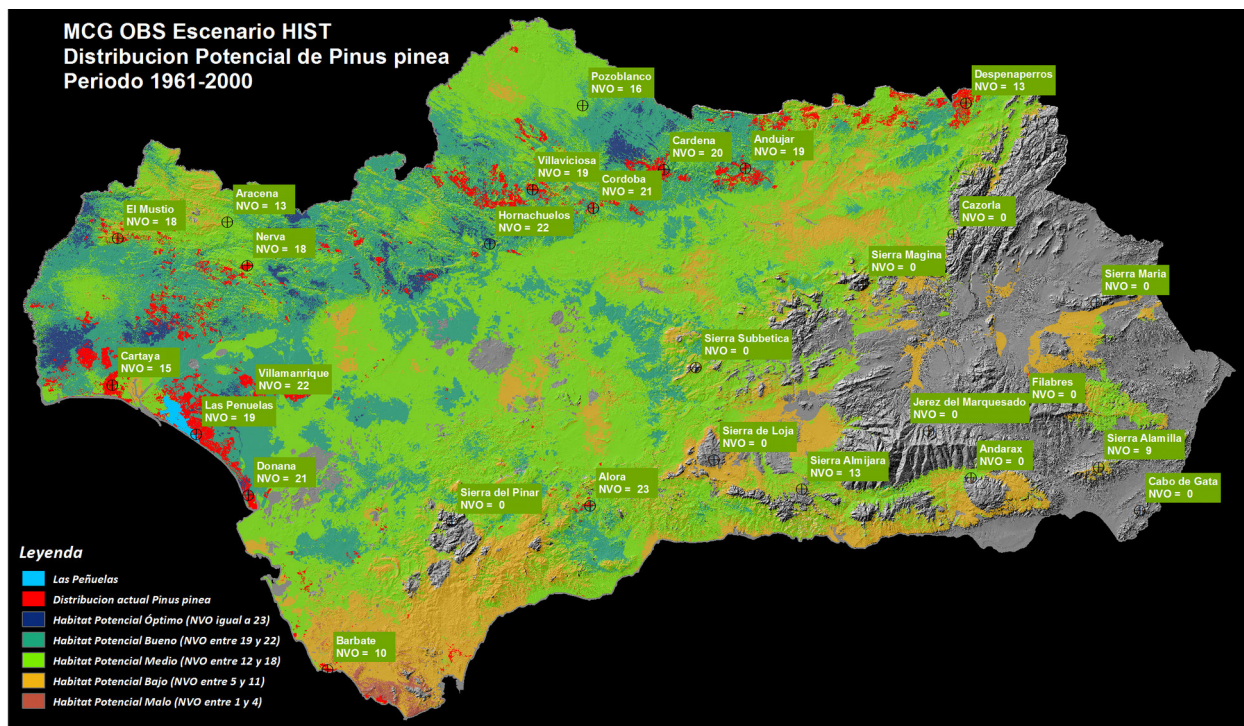 MCG OBS Escenario HIST
Distribucion Potencial de Pinus pinea
Periodo 1961-2000
Pozoblanco
NVO = 16
Despenaperros
NVO = 13
Cardena
NVO = 20
Andujar
NVO = 19
Villaviciosa
NVO = 19
Cordoba
NVO = 21
Aracena
NVO = 13
El Mustio
NVO = 18
Hornachuelos
NVO = 22
Nerva
NVO = 18
Cazorla
NVO = 0
Sierra Magina
NVO = 0
Sierra Maria
NVO = 0
Sierra Subbetica
NVO = 0
Cartaya
NVO = 15
Villamanrique
NVO = 22
Las Penuelas
NVO = 19
Filabres
NVO = 0
Jerez del Marquesado
NVO = 0
Sierra de Loja
NVO = 0
Sierra Alamilla
NVO = 9
Andarax
NVO = 0
Sierra Almijara
NVO = 13
Donana
NVO = 21
Alora
NVO = 23
Sierra del Pinar
NVO = 0
Cabo de Gata
NVO = 0
Barbate
NVO = 10
Leyenda
Las Peñuelas
Distribucion actual Pinus pinea
Habitat Potencial Óptimo (NVO igual a 23)
Habitat Potencial Bueno (NVO entre 19 y 22)
Habitat Potencial Medio (NVO entre 12 y 18)
Habitat Potencial Bajo (NVO entre 5 y 11)
Habitat Potencial Malo (NVO entre 1 y 4)